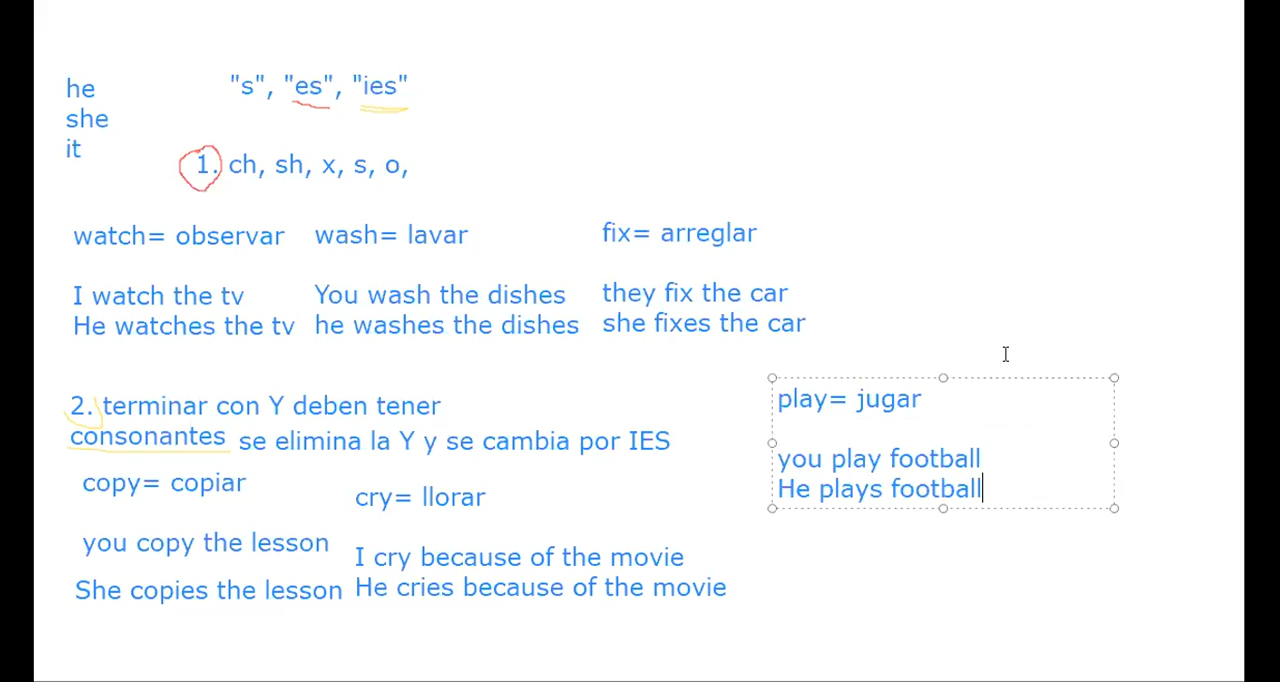 he
she
it
"s", "es", "ies"
1. ch, sh, x, s, o,
watch= observar
I watch the tv
He watches the tv
wash= lavar
You wash the dishes
he washes the dishes
fix= arreglar
they fix the car
she fixes the car
2. terminar con Y deben tener
consonantes se elimina la Y y se cambia por IES
copy= copiar
you copy the lesson
She copies the lesson
cry= llorar
I cry because of the movie
He cries because of the movie
play= jugar
you play football
He plays football